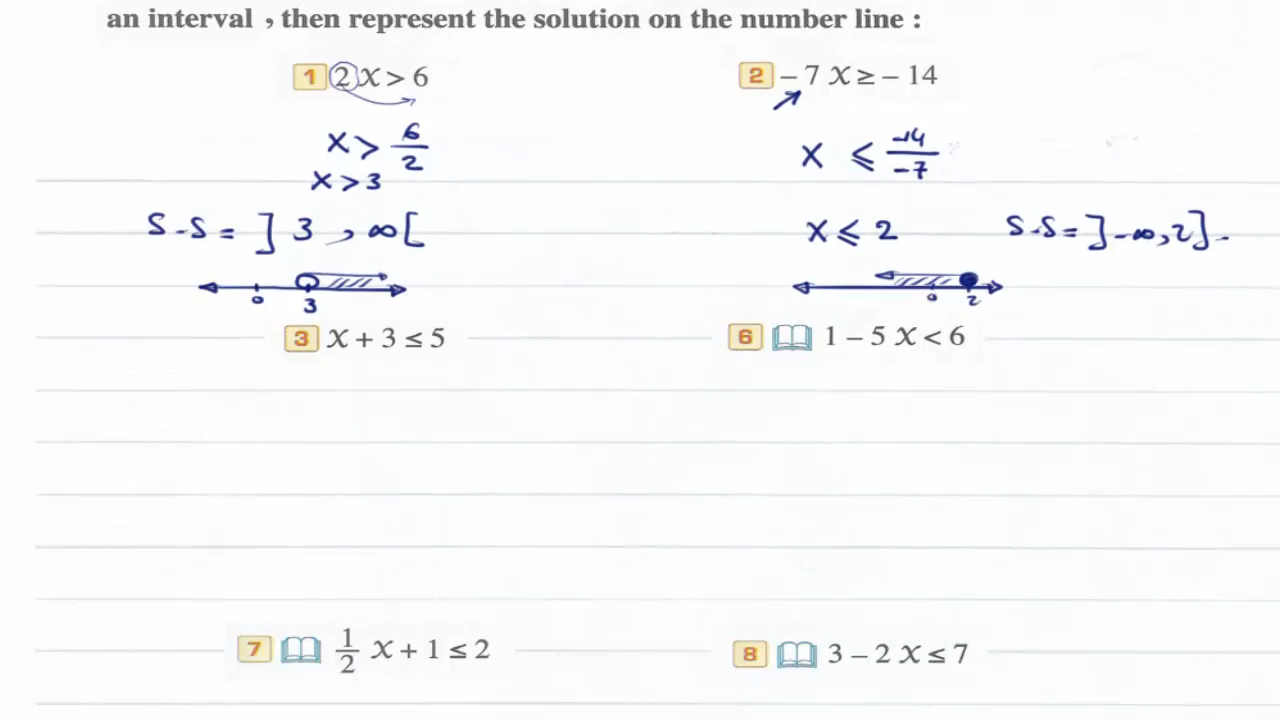 an interval , then represent the solution on the number line :
1 2 x > 6
x > 6/2
x > 3
S.S = ] 3 , ∞ [
0 3
2 – 7 x ≥ – 14
x ≤ -14/-7
x ≤ 2 S.S = ] -∞ , 2 ] .
0 2
3 x + 3 ≤ 5
6 1 – 5 x < 6
7 1/2 x + 1 ≤ 2
8 3 – 2 x ≤ 7